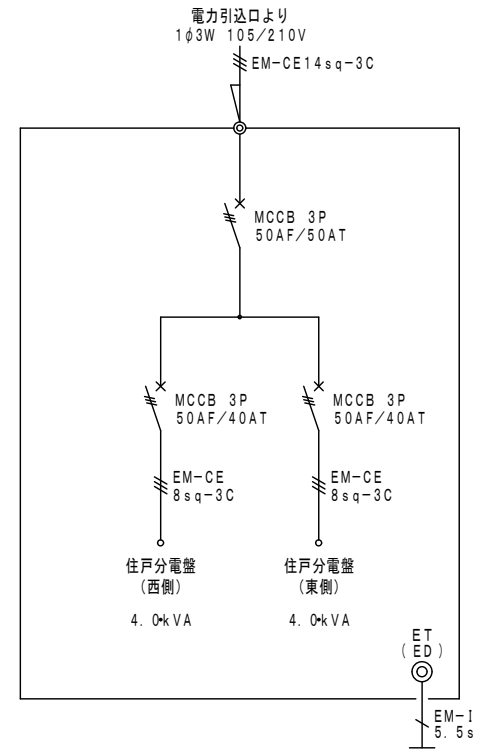 電力引込口より
1φ3W 105/210V
EM-CE14sq-3C
MCCB 3P
50AF/50AT
MCCB 3P
50AF/40AT
MCCB 3P
50AF/40AT
EM-CE
8sq-3C
EM-CE
8sq-3C
住戸分電盤
(西側)
4.0kVA
住戸分電盤
(東側)
4.0kVA
ET
(ED)
EM-I
5.5s